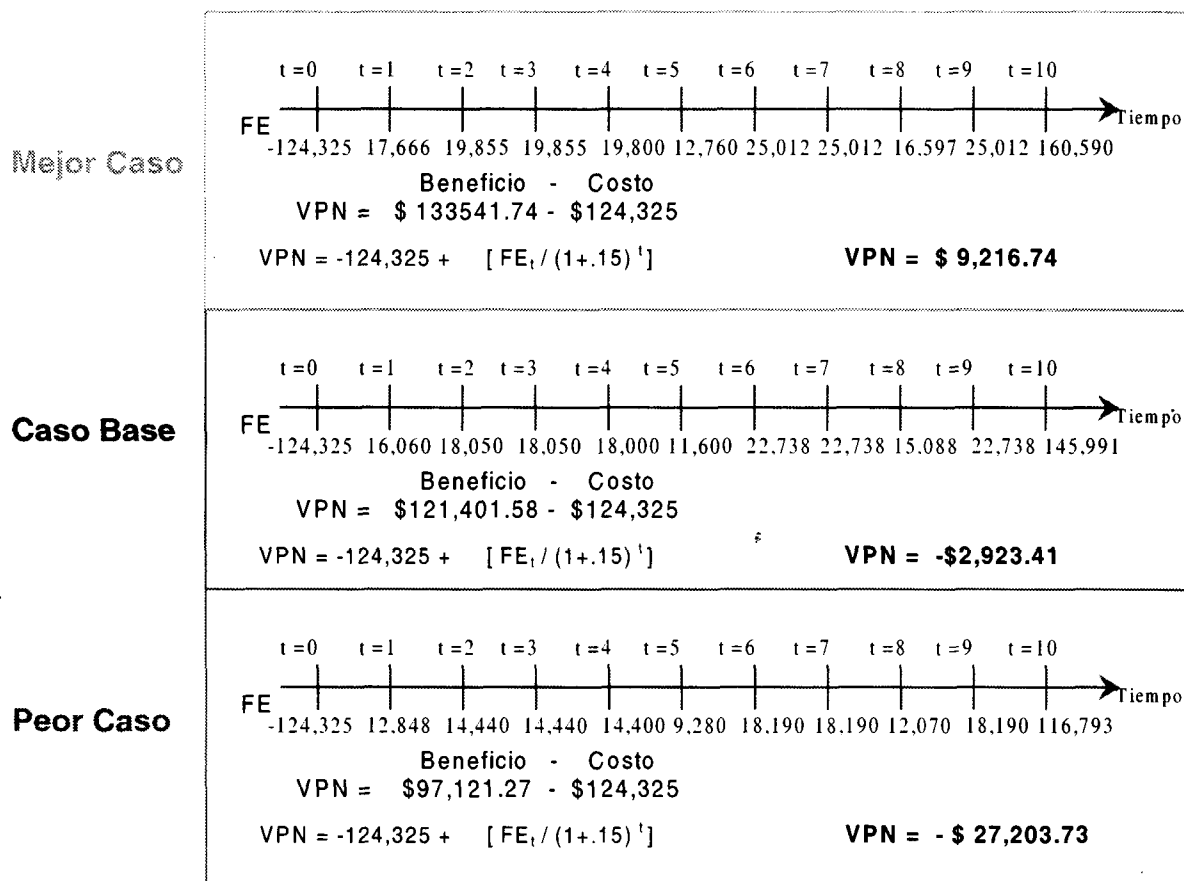 Mejor Caso
t=0 t=1 t=2 t=3 t=4 t=5 t=6 t=7 t=8 t=9 t=10
FE Tiempo
-124,325 17,666 19,855 19,855 19,800 12,760 25,012 25,012 16,597 25,012 160,590
Beneficio - Costo
VPN = $ 133541.74 - $124,325
VPN = -124,325 + [ FEt / (1+.15) t ] VPN = $ 9,216.74
Caso Base
t=0 t=1 t=2 t=3 t=4 t=5 t=6 t=7 t=8 t=9 t=10
FE Tiempo
-124,325 16,060 18,050 18,050 18,000 11,600 22,738 22,738 15.088 22,738 145,991
Beneficio - Costo
VPN = $121,401.58 - $124,325
VPN = -124,325 + [ FEt / (1+.15) t ] VPN = -$2,923.41
Peor Caso
t=0 t=1 t=2 t=3 t=4 t=5 t=6 t=7 t=8 t=9 t=10
FE Tiempo
-124,325 12,848 14,440 14,440 14,400 9,280 18,190 18,190 12,070 18,190 116,793
Beneficio - Costo
VPN = $97,121.27 - $124,325
VPN = -124,325 + [ FEt / (1+.15) t ] VPN = - $ 27,203.73